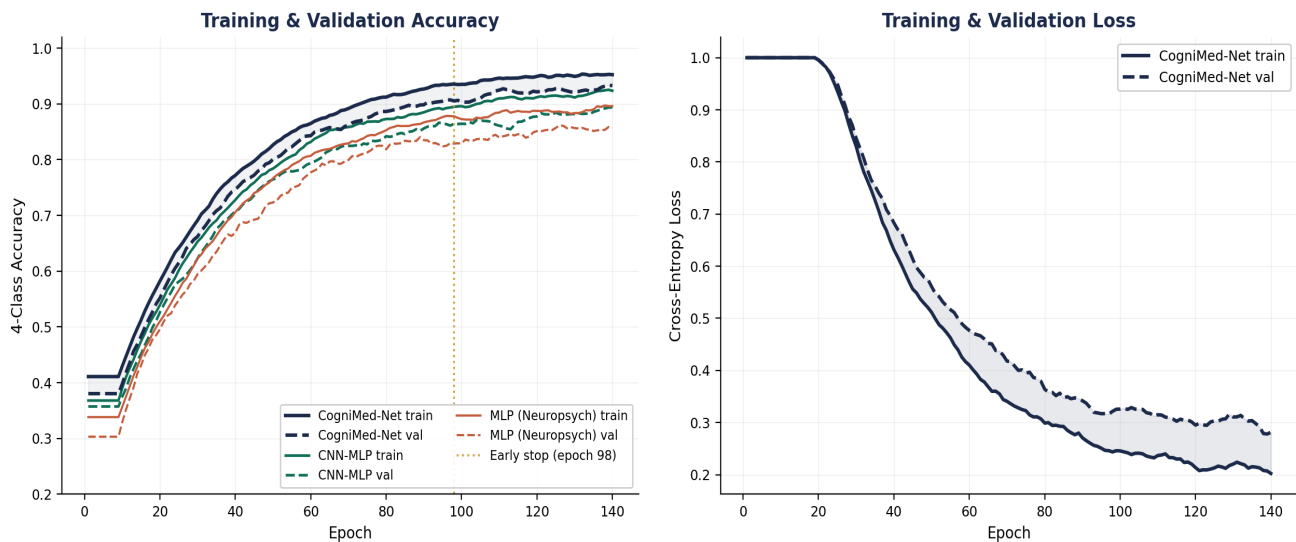 Training & Validation Accuracy
4-Class Accuracy
1.0
0.9
0.8
0.7
0.6
0.5
0.4
0.3
0.2
0 20 40 60 80 100 120 140
Epoch
CogniMed-Net train
CogniMed-Net val
CNN-MLP train
CNN-MLP val
MLP (Neuropsych) train
MLP (Neuropsych) val
Early stop (epoch 98)
Training & Validation Loss
Cross-Entropy Loss
1.0
0.9
0.8
0.7
0.6
0.5
0.4
0.3
0.2
0 20 40 60 80 100 120 140
Epoch
CogniMed-Net train
CogniMed-Net val